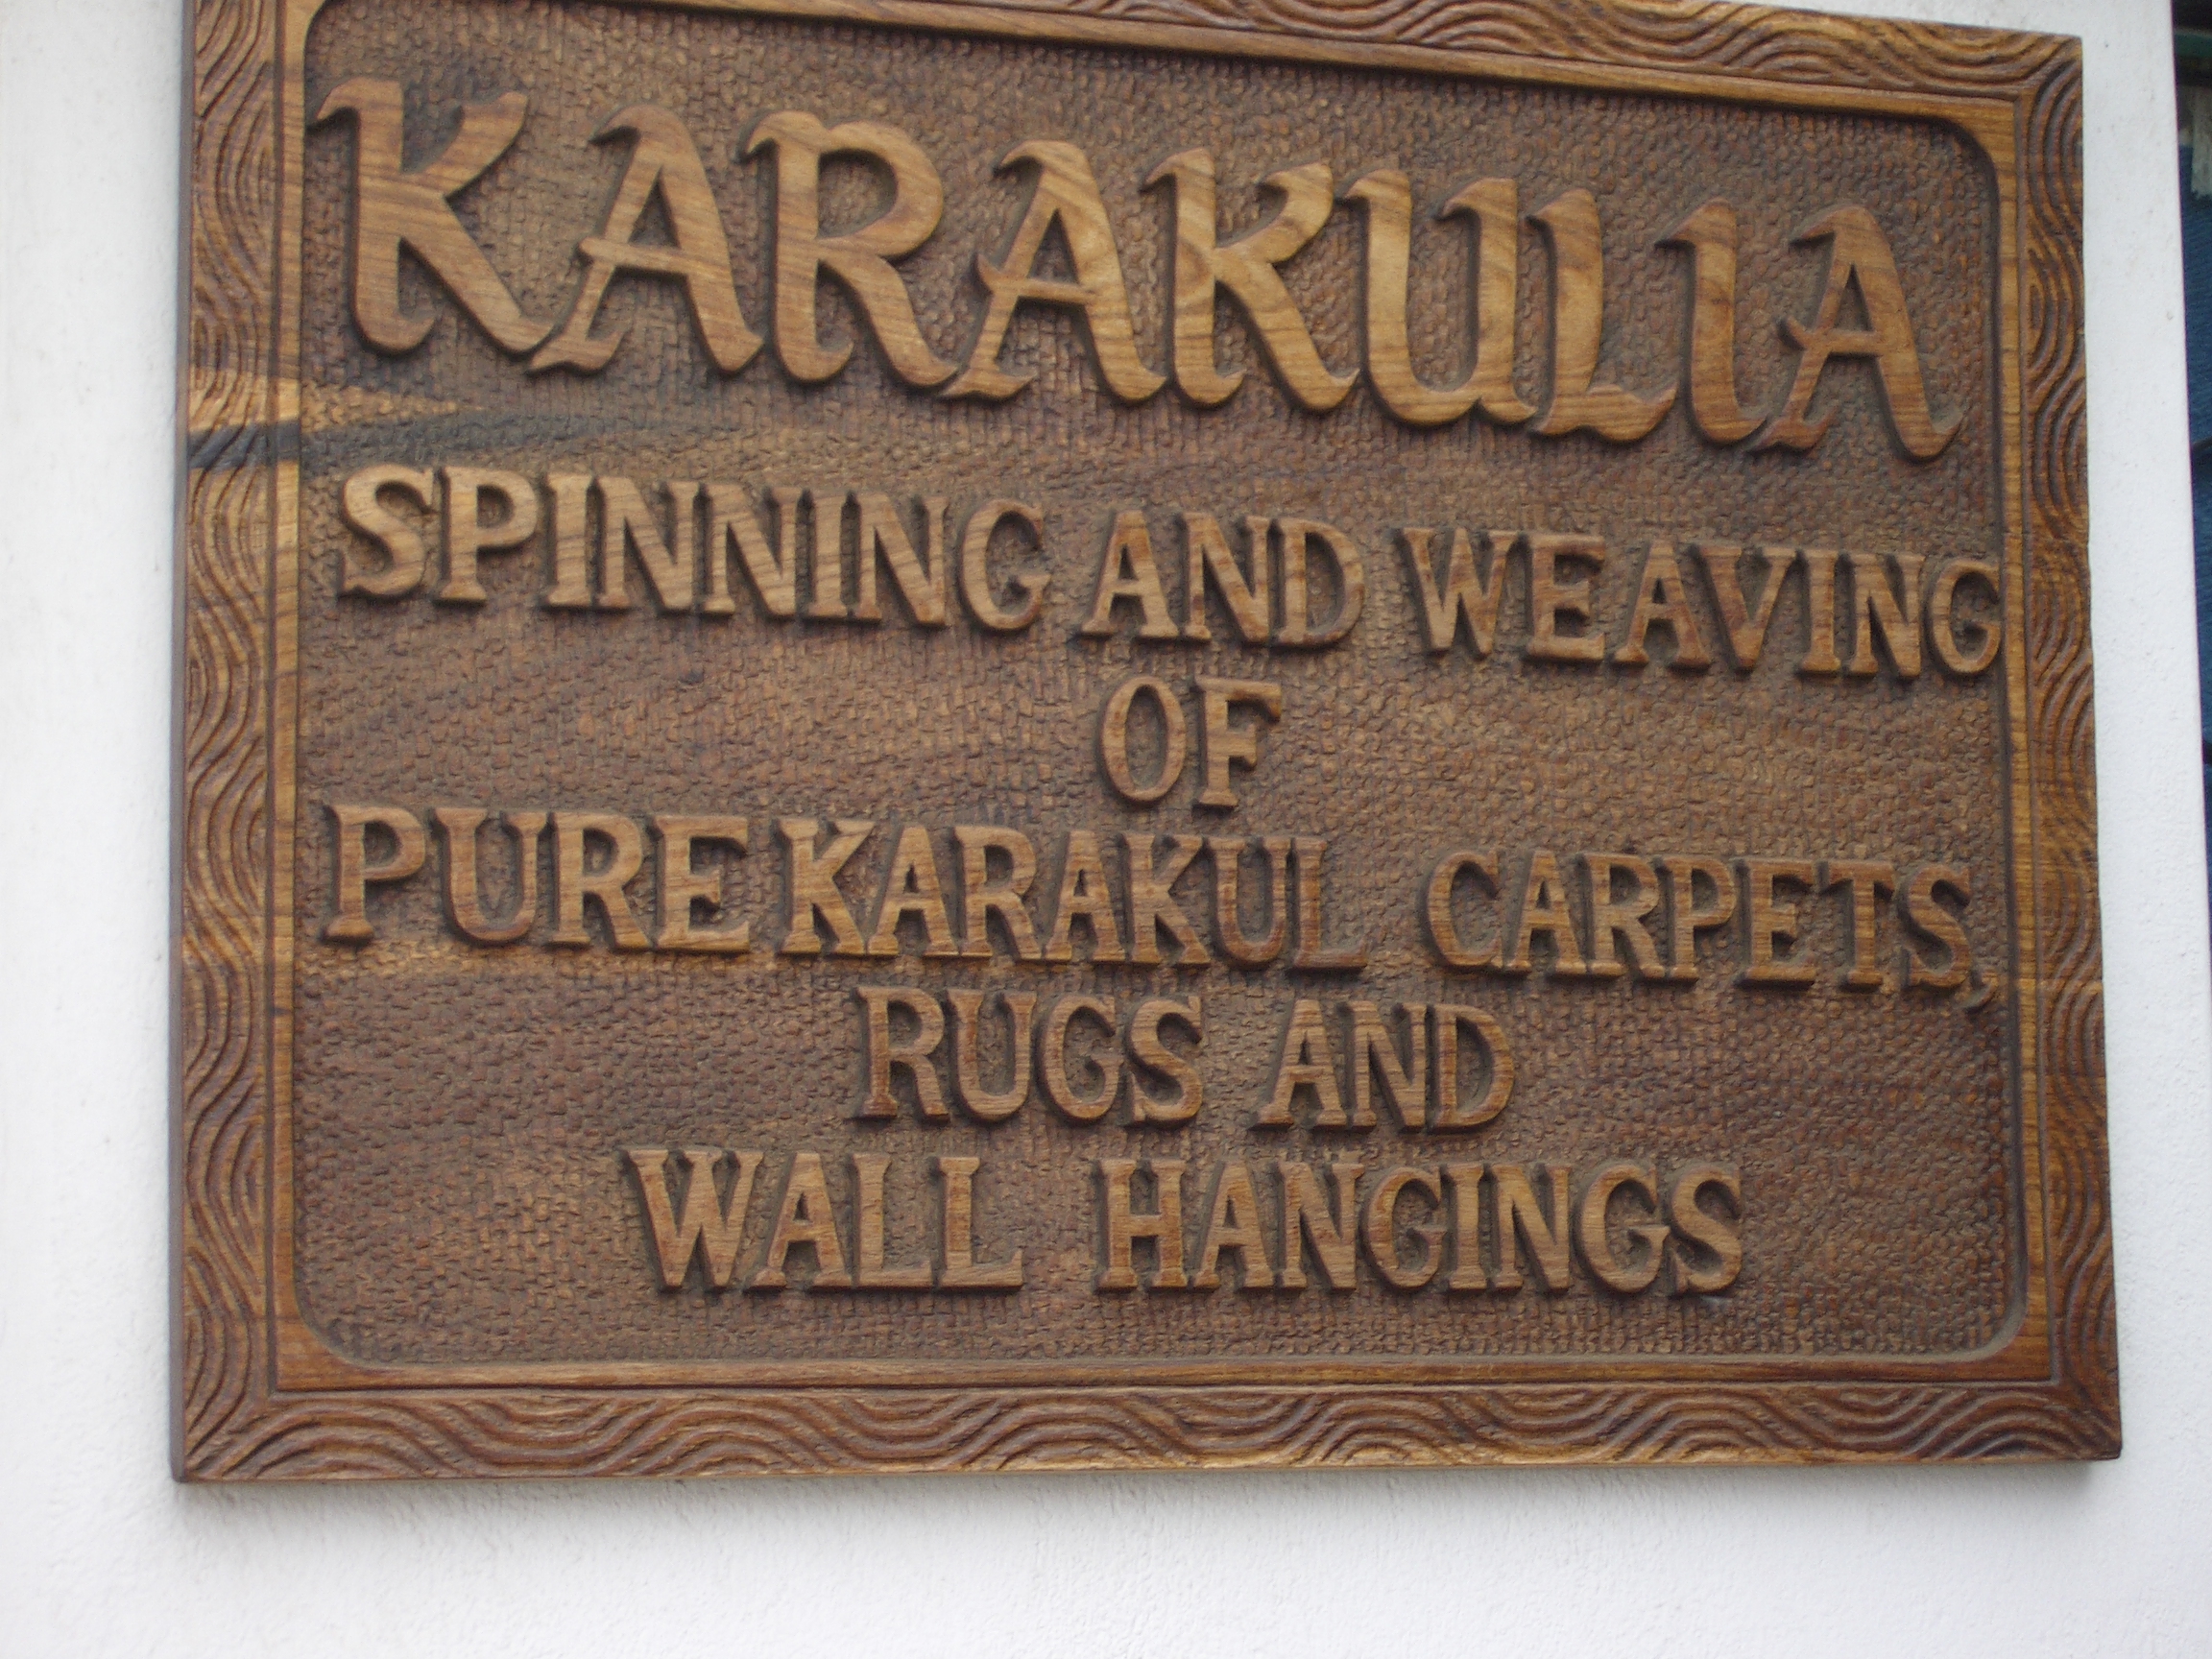 KARAKULIA
SPINNING AND WEAVING
OF
PURE KARAKUL CARPETS,
RUGS AND
WALL HANGINGS